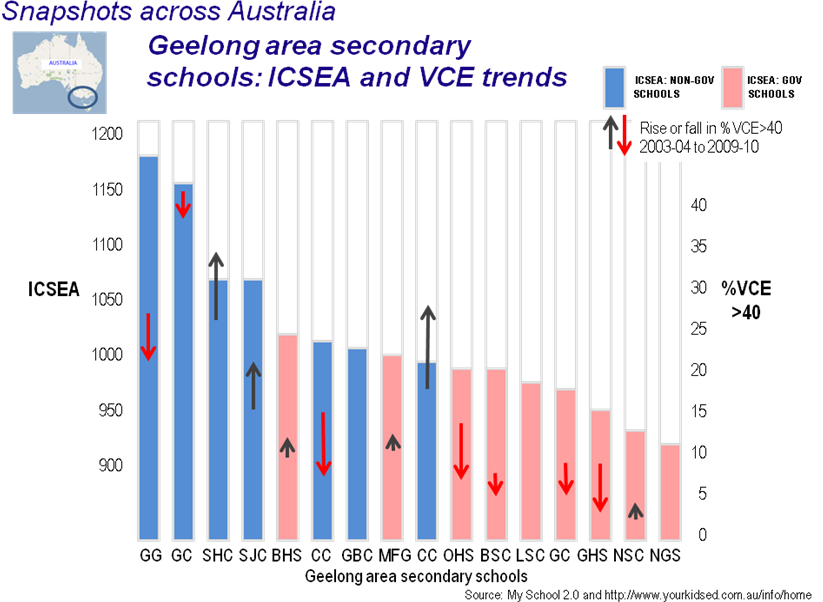 Snapshots across Australia
Geelong area secondary
schools: ICSEA and VCE trends
AUSTRALIA
ICSEA: NON-GOV
SCHOOLS
ICSEA: GOV
SCHOOLS
Rise or fall in %VCE>40
2003-04 to 2009-10
1200
1150
1100
1050
1000
950
900
ICSEA
40
35
30
25
20
15
10
5
0
%VCE
>40
GG GC SHC SJC BHS CC GBC MFG CC OHS BSC LSC GC GHS NSC NGS
Geelong area secondary schools
Source: My School 2.0 and http://www.yourkidsed.com.au/info/home